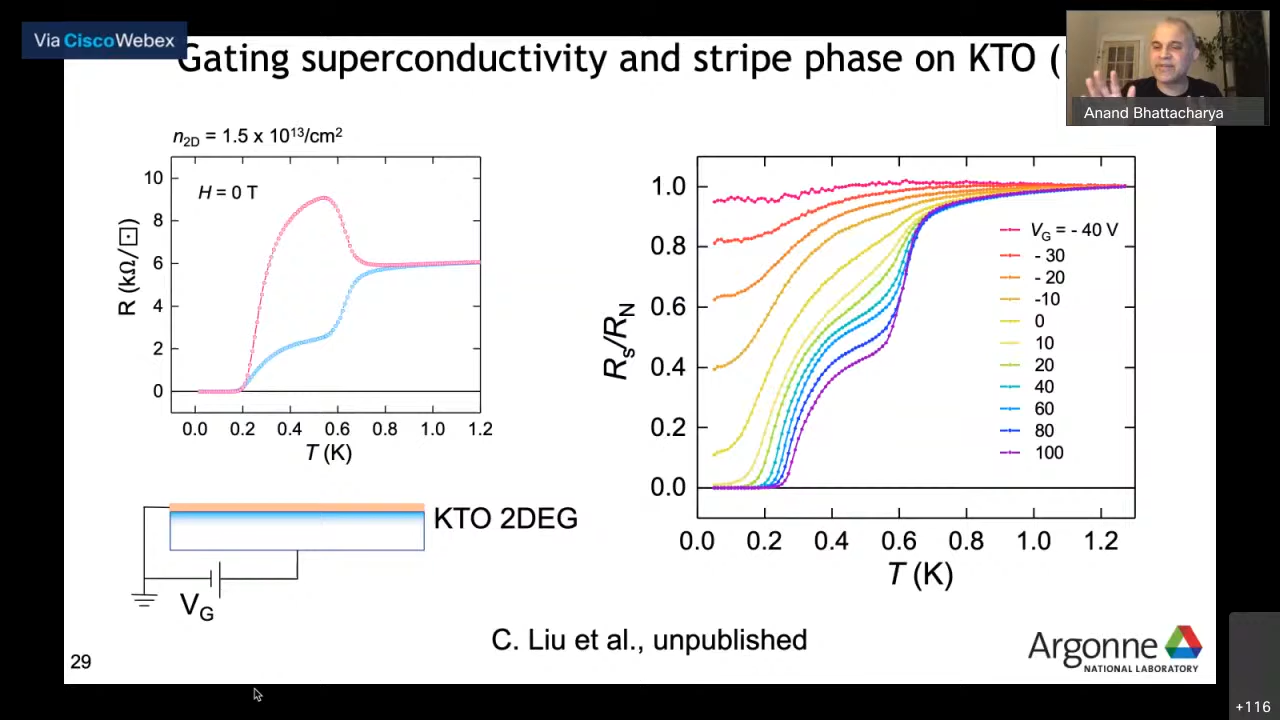 Via CiscoWebex
Gating superconductivity and stripe phase on KTO (
Anand Bhattacharya
n2D = 1.5 x 10¹³/cm²
H = 0 T
R (kΩ/⊡)
10
8
6
4
2
0
0.0 0.2 0.4 0.6 0.8 1.0 1.2
T (K)
KTO 2DEG
VG
Rs/RN
1.0
0.8
0.6
0.4
0.2
0.0
0.0 0.2 0.4 0.6 0.8 1.0 1.2
T (K)
VG = - 40 V
- 30
- 20
-10
0
10
20
40
60
80
100
C. Liu et al., unpublished
Argonne
NATIONAL LABORATORY
29
+116